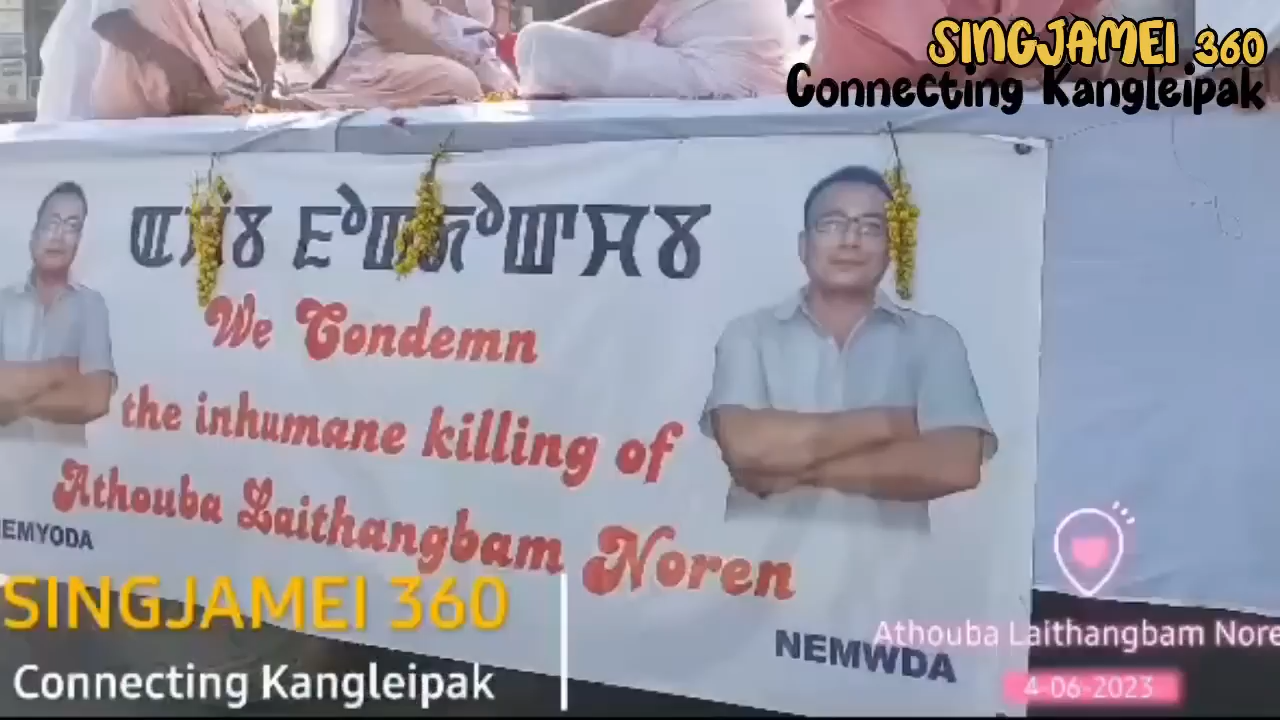 SINGJAMEI 360
Connecting Kangleipak
We Condemn
the inhumane killing of
Athouba Laithangbam Noren
NEMYODA
NEMWDA
SINGJAMEI 360
Connecting Kangleipak
Athouba Laithangbam Nore
4-06-2023